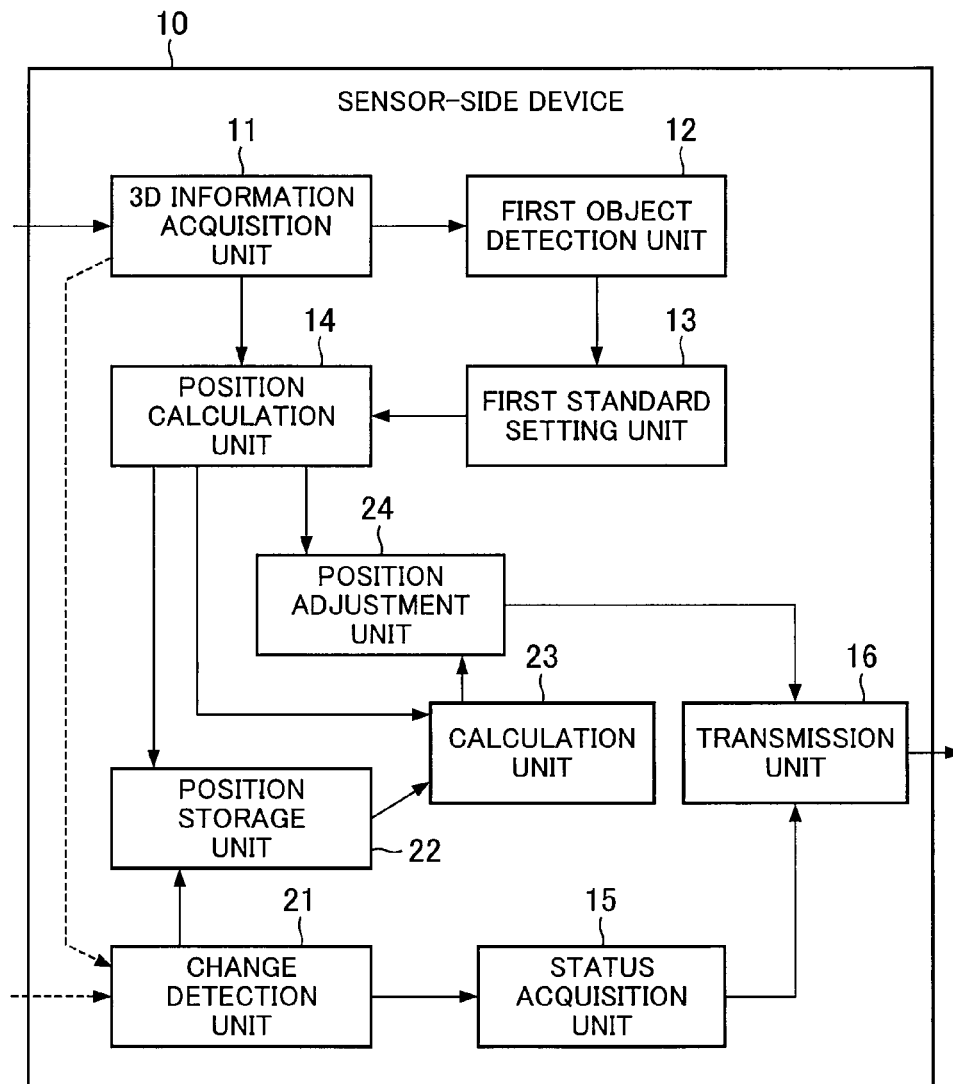 10
SENSOR-SIDE DEVICE
11
3D INFORMATION
ACQUISITION
UNIT
12
FIRST OBJECT
DETECTION UNIT
14
POSITION
CALCULATION
UNIT
13
FIRST STANDARD
SETTING UNIT
24
POSITION
ADJUSTMENT
UNIT
23
CALCULATION
UNIT
16
TRANSMISSION
UNIT
POSITION
STORAGE
UNIT
22
21
CHANGE
DETECTION
UNIT
15
STATUS
ACQUISITION
UNIT